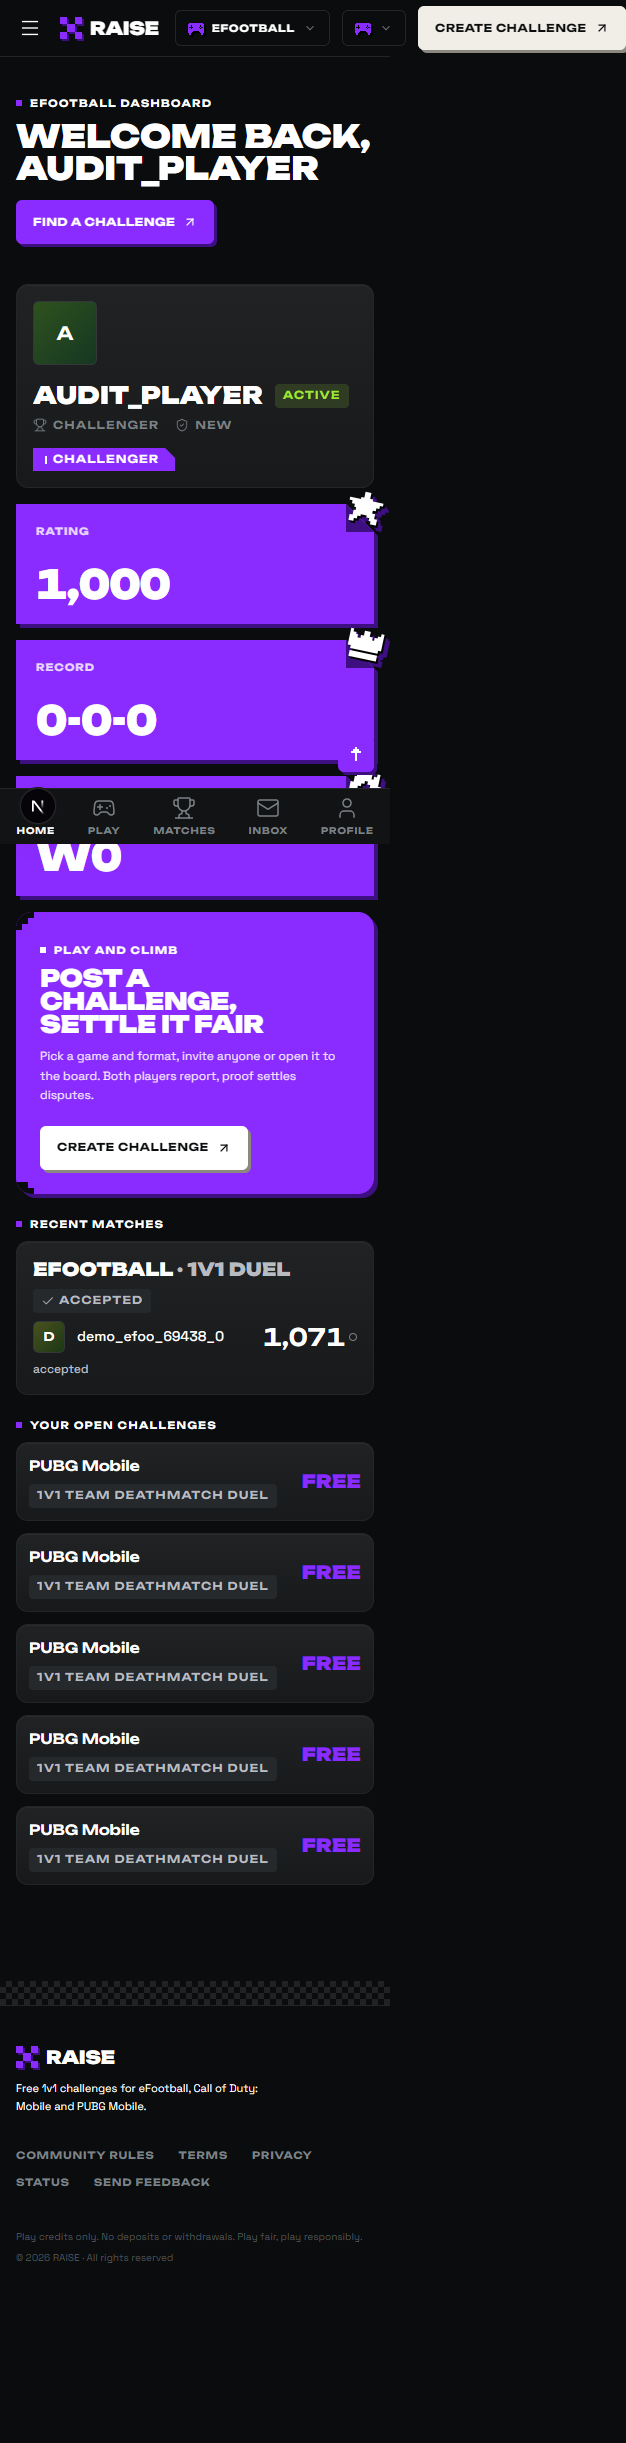 RAISE
EFOOTBALL
CREATE CHALLENGE
EFOOTBALL DASHBOARD
WELCOME BACK,
AUDIT_PLAYER
FIND A CHALLENGE
A
AUDIT_PLAYER
ACTIVE
CHALLENGER
NEW
I CHALLENGER
RATING
1,000
RECORD
0-0-0
N
HOME
PLAY
MATCHES
INBOX
PROFILE
W0
PLAY AND CLIMB
POST A
CHALLENGE,
SETTLE IT FAIR
Pick a game and format, invite anyone or open it to
the board. Both players report, proof settles
disputes.
CREATE CHALLENGE
RECENT MATCHES
EFOOTBALL · 1V1 DUEL
ACCEPTED
D
demo_efoo_69438_0
1,071
accepted
YOUR OPEN CHALLENGES
PUBG Mobile
1V1 TEAM DEATHMATCH DUEL
FREE
PUBG Mobile
1V1 TEAM DEATHMATCH DUEL
FREE
PUBG Mobile
1V1 TEAM DEATHMATCH DUEL
FREE
PUBG Mobile
1V1 TEAM DEATHMATCH DUEL
FREE
PUBG Mobile
1V1 TEAM DEATHMATCH DUEL
FREE
RAISE
Free 1v1 challenges for eFootball, Call of Duty:
Mobile and PUBG Mobile.
COMMUNITY RULES
TERMS
PRIVACY
STATUS
SEND FEEDBACK
Play credits only. No deposits or withdrawals. Play fair, play responsibly.
© 2026 RAISE · All rights reserved